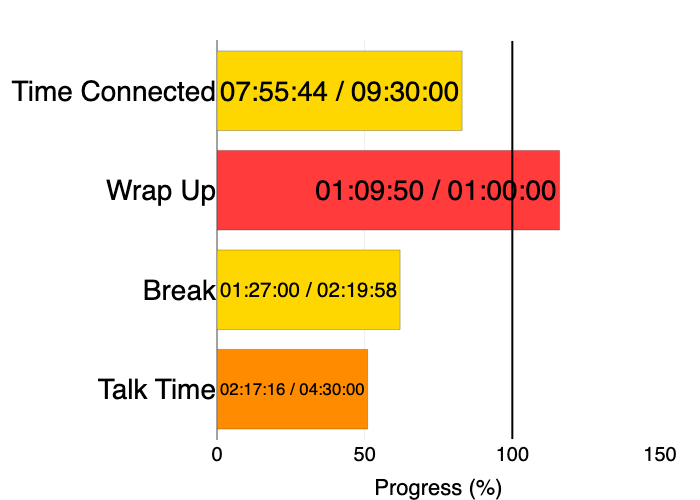 Time Connected 07:55:44 / 09:30:00
Wrap Up 01:09:50 / 01:00:00
Break 01:27:00 / 02:19:58
Talk Time 02:17:16 / 04:30:00
0 50 100 150
Progress (%)